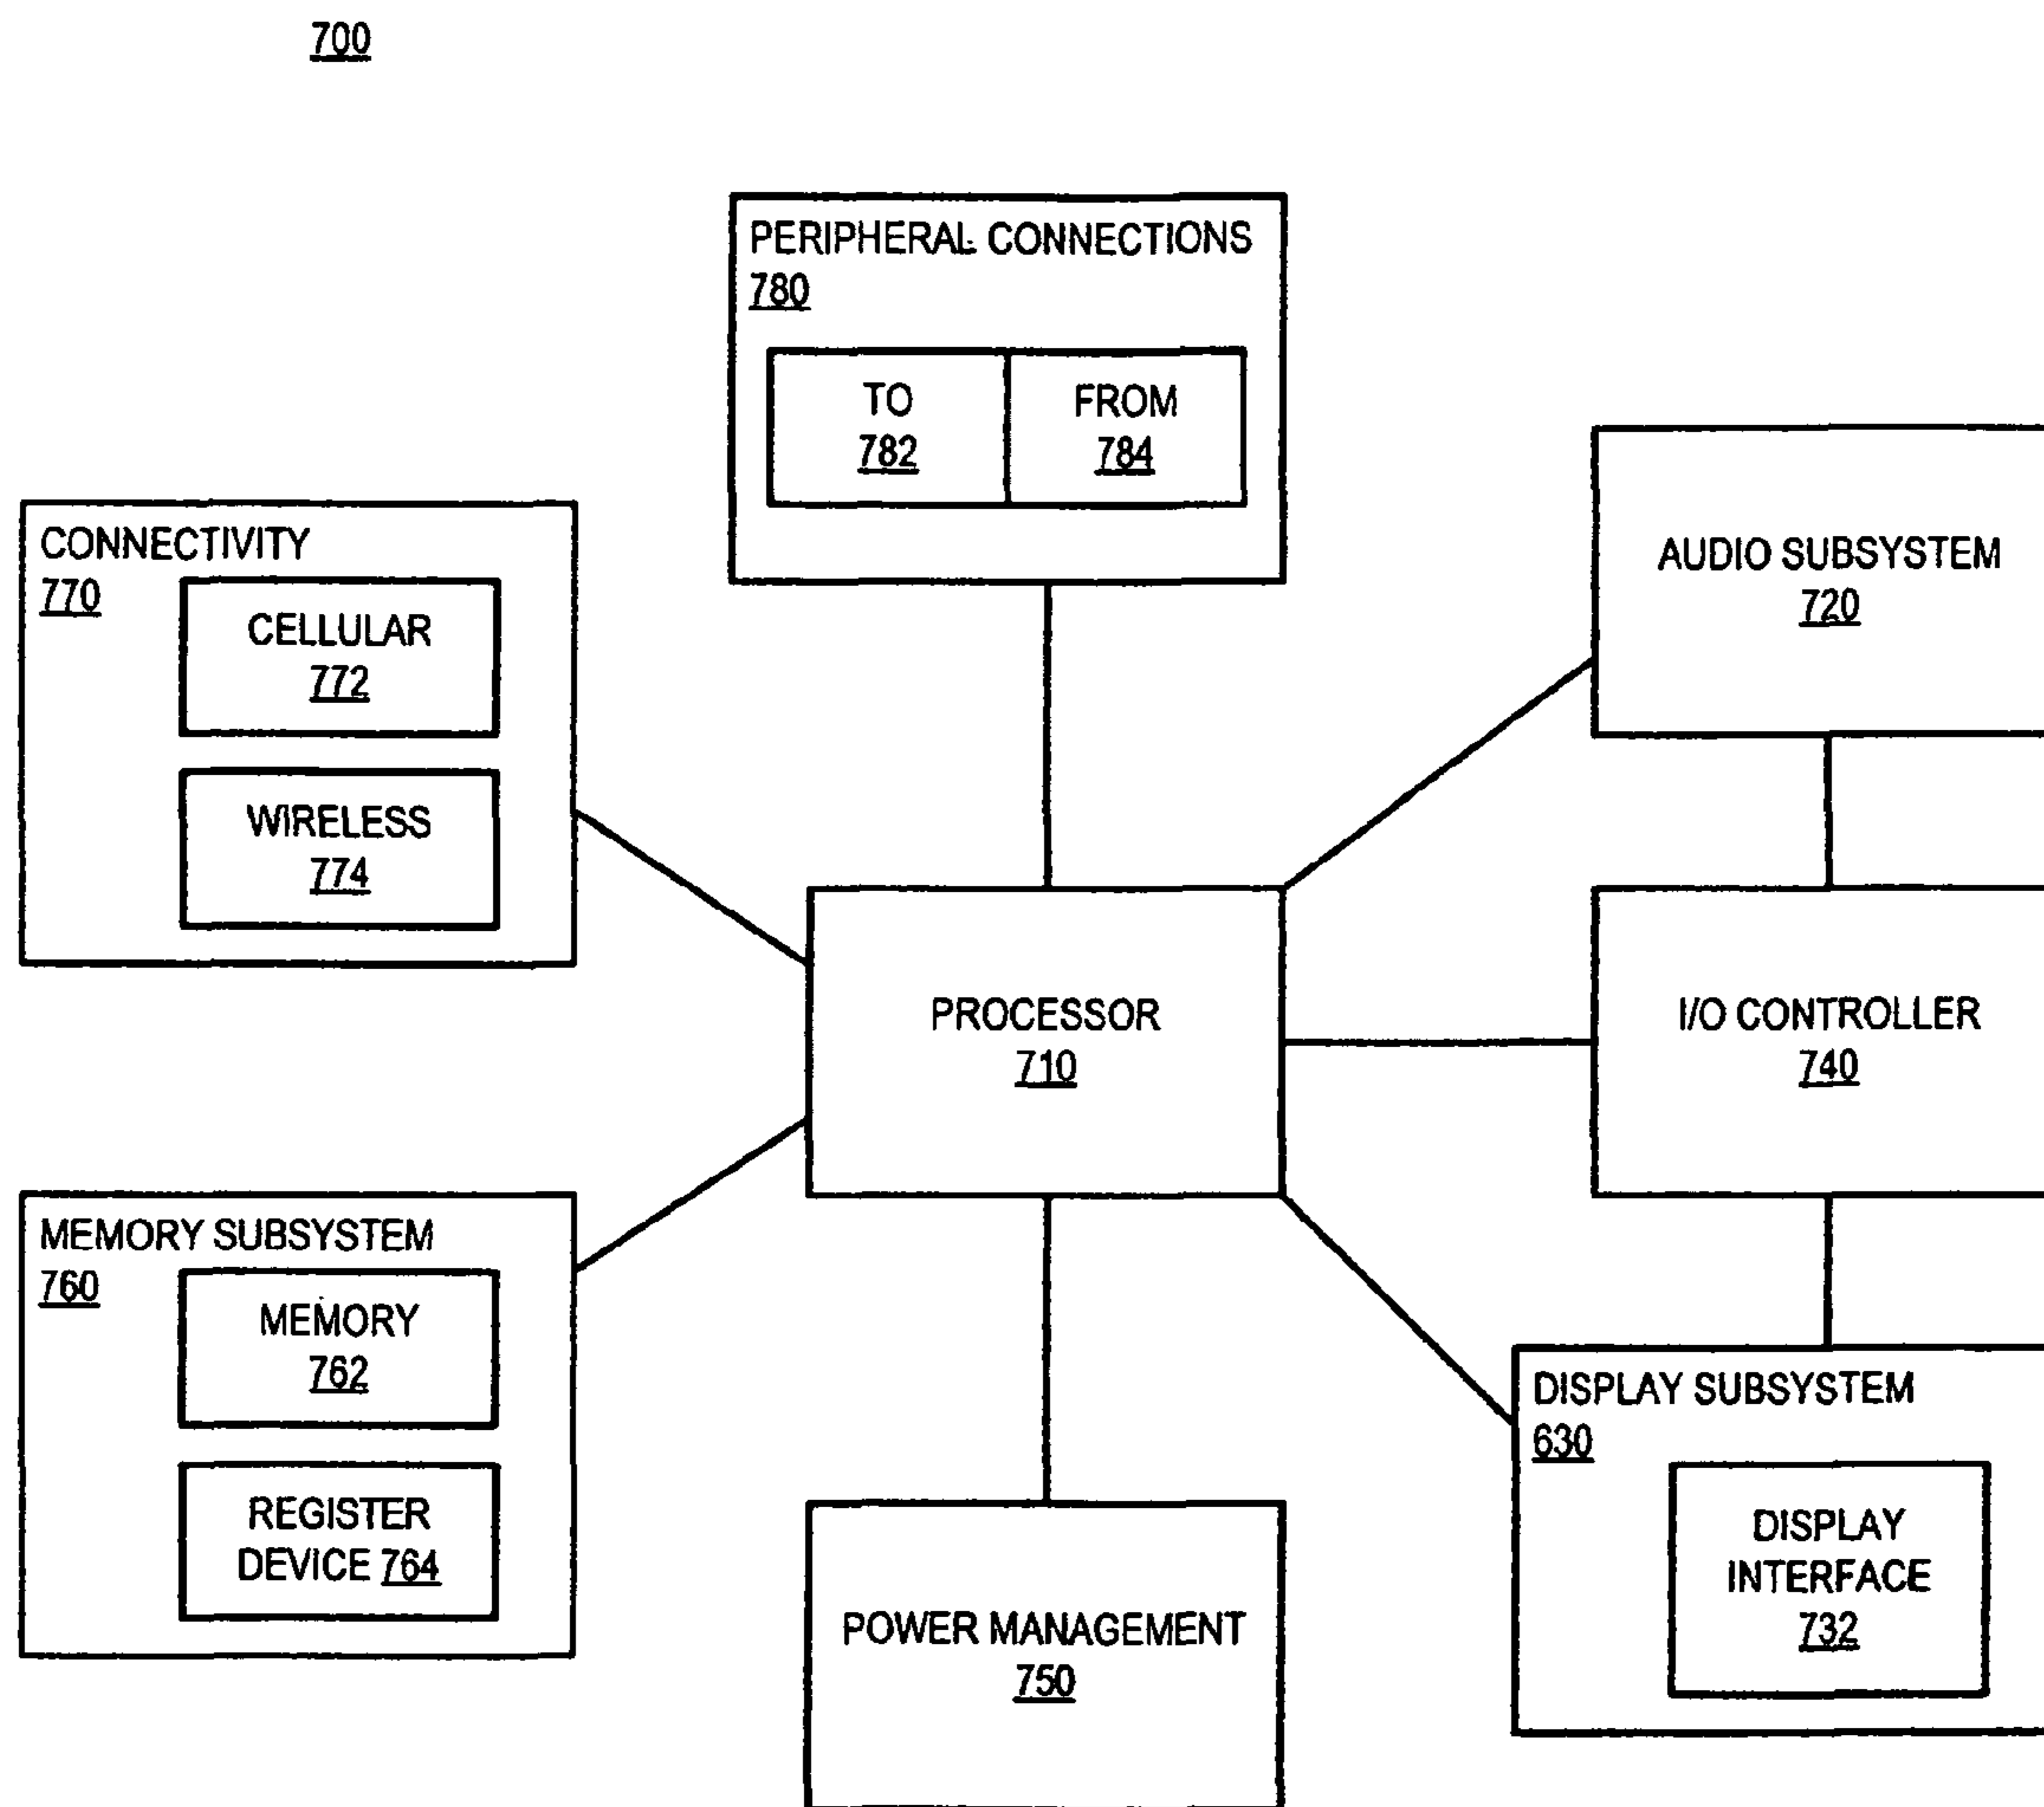 700
PERIPHERAL CONNECTIONS
780
TO
782
FROM
784
CONNECTIVITY
770
CELLULAR
772
WIRELESS
774
AUDIO SUBSYSTEM
720
PROCESSOR
710
I/O CONTROLLER
740
MEMORY SUBSYSTEM
760
MEMORY
762
REGISTER
DEVICE 764
POWER MANAGEMENT
750
DISPLAY SUBSYSTEM
630
DISPLAY
INTERFACE
732